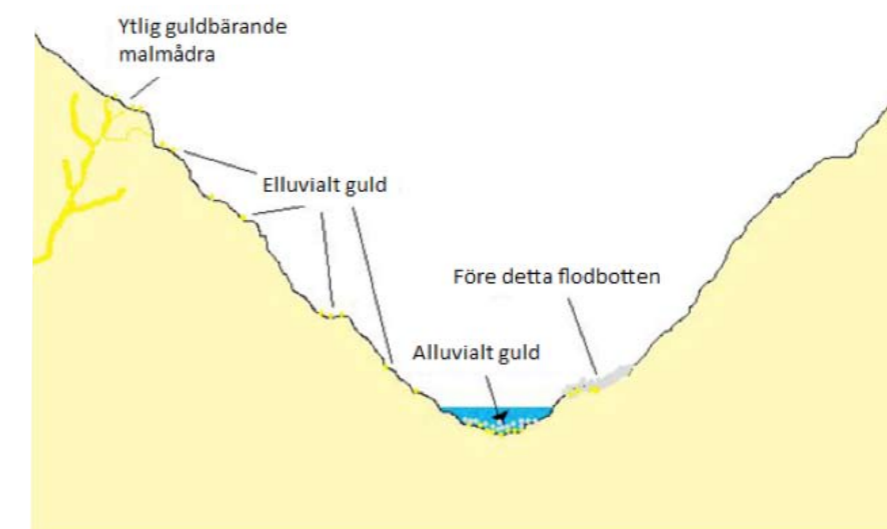 Ytlig guldbärande
malmådra
Elluvialt guld
Före detta flodbotten
Alluvialt guld